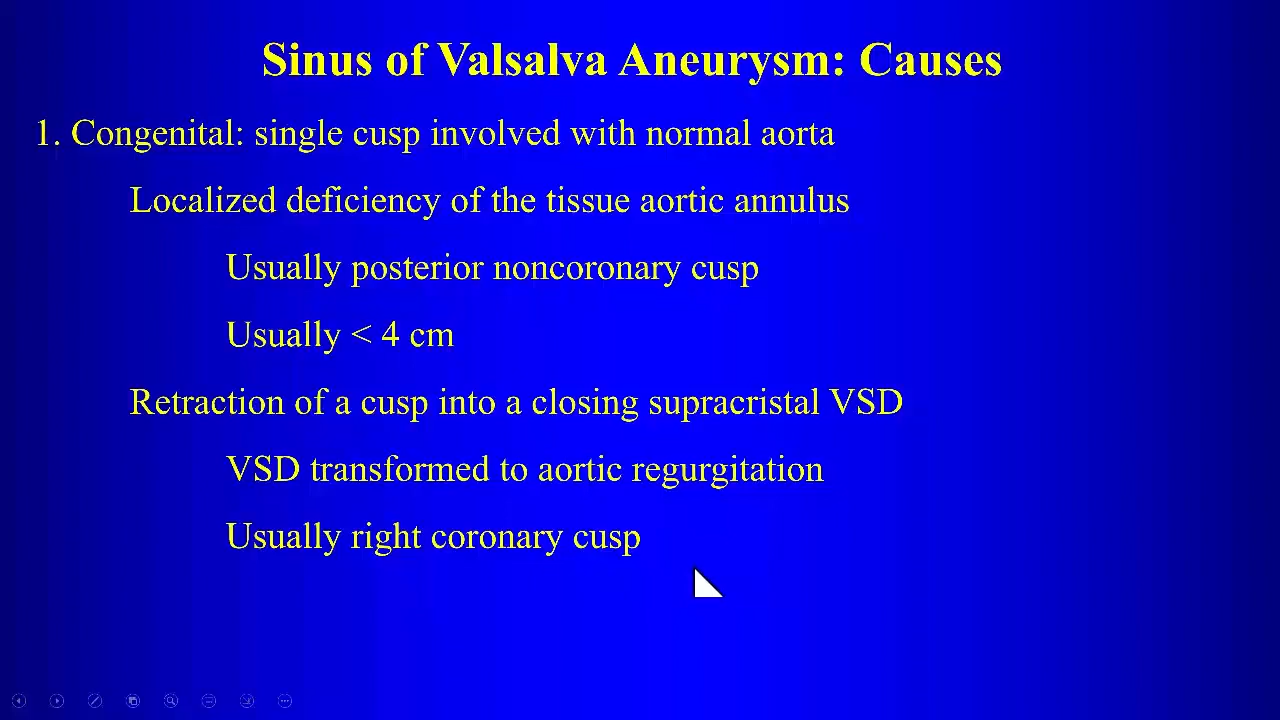 Sinus of Valsalva Aneurysm: Causes
1. Congenital: single cusp involved with normal aorta
Localized deficiency of the tissue aortic annulus
Usually posterior noncoronary cusp
Usually < 4 cm
Retraction of a cusp into a closing supracristal VSD
VSD transformed to aortic regurgitation
Usually right coronary cusp